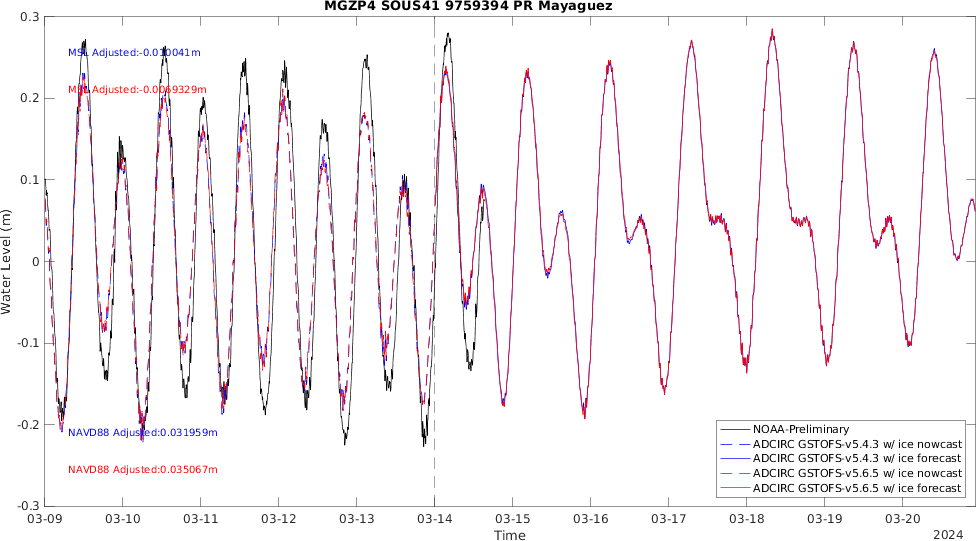 MGZP4 SOUS41 9759394 PR Mayaguez
0.3
0.2
0.1
0
-0.1
-0.2
-0.3
Water Level (m)
MSL Adjusted:-0.010041m
MSL Adjusted:-0.0069329m
NAVD88 Adjusted:0.031959m
NAVD88 Adjusted:0.035067m
NOAA-Preliminary
ADCIRC GSTOFS-v5.4.3 w/ ice nowcast
ADCIRC GSTOFS-v5.4.3 w/ ice forecast
ADCIRC GSTOFS-v5.6.5 w/ ice nowcast
ADCIRC GSTOFS-v5.6.5 w/ ice forecast
03-09 03-10 03-11 03-12 03-13 03-14 03-15 03-16 03-17 03-18 03-19 03-20
Time
2024